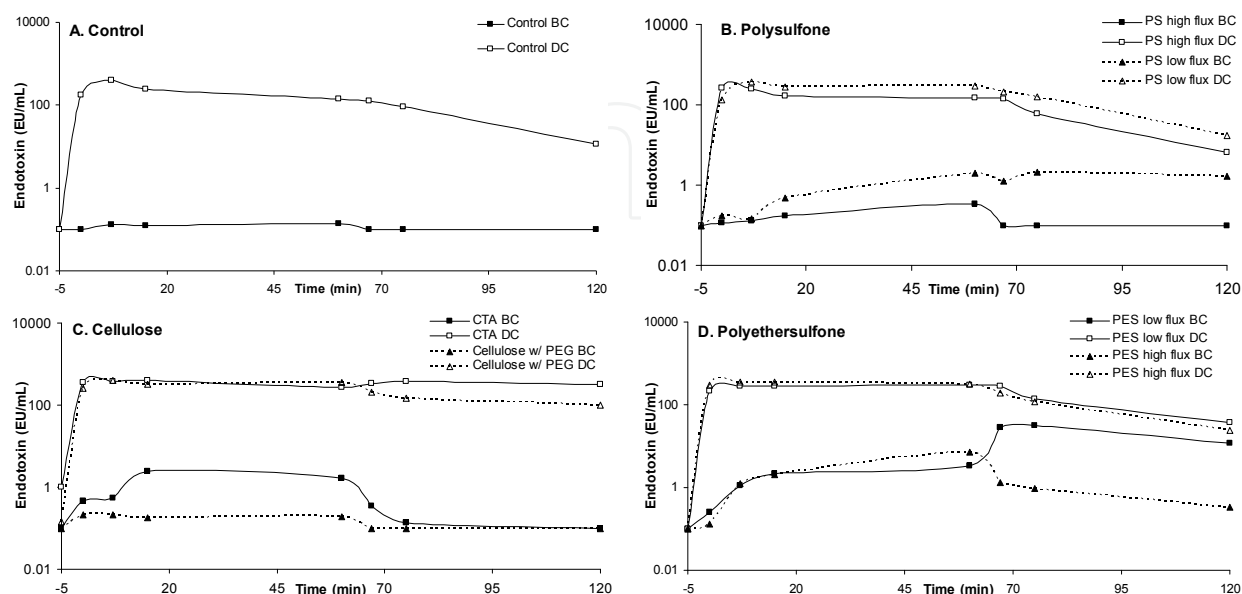 A. Control
Control BC
Control DC
10000
100
1
0.01
Endotoxin (EU/mL)
-5
20
45
Time (min)
70
95
120
B. Polysulfone
PS high flux BC
PS high flux DC
PS low flux BC
PS low flux DC
10000
100
1
0.01
Endotoxin (EU/mL)
-5
20
45
Time (min)
70
95
120
C. Cellulose
CTA BC
CTA DC
Cellulose w/ PEG BC
Cellulose w/ PEG DC
10000
100
1
0.01
Endotoxin (EU/mL)
-5
20
45
Time (min)
70
95
120
D. Polyethersulfone
PES low flux BC
PES low flux DC
PES high flux BC
PES high flux DC
10000
100
1
0.01
Endotoxin (EU/mL)
-5
20
45
Time (min)
70
95
120